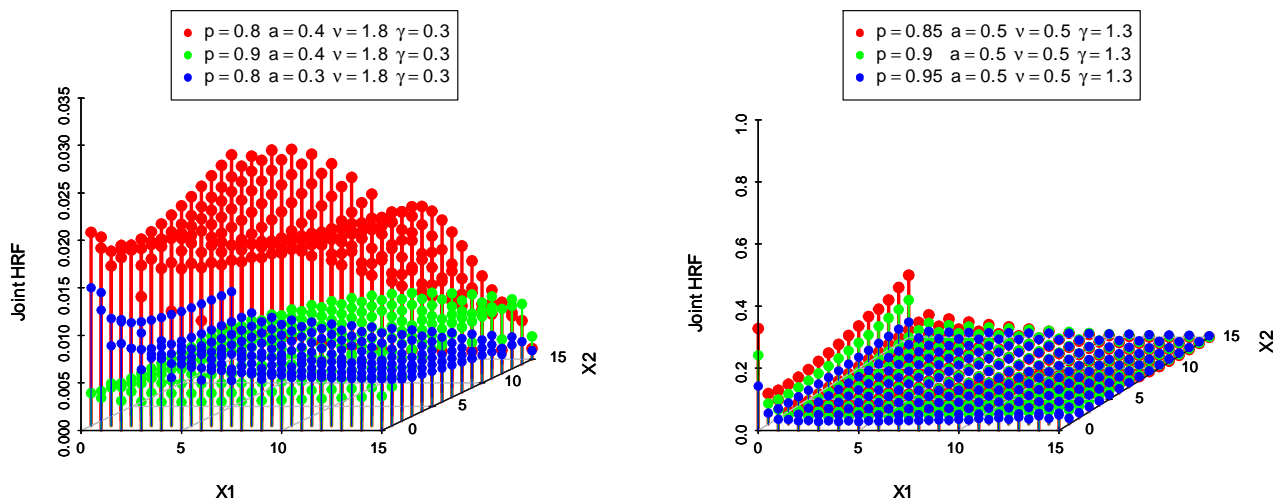 p = 0.8 a = 0.4 ν = 1.8 γ = 0.3
p = 0.9 a = 0.4 ν = 1.8 γ = 0.3
p = 0.8 a = 0.3 ν = 1.8 γ = 0.3
0.035
0.030
0.025
0.020
0.015
0.010
0.005
0.000
Joint HRF
0 5 10 15
X1
0
5
10
15
X2
p = 0.85 a = 0.5 ν = 0.5 γ = 1.3
p = 0.9 a = 0.5 ν = 0.5 γ = 1.3
p = 0.95 a = 0.5 ν = 0.5 γ = 1.3
1.0
0.8
0.6
0.4
0.2
0.0
Joint HRF
0 5 10 15
X1
0
5
10
15
X2